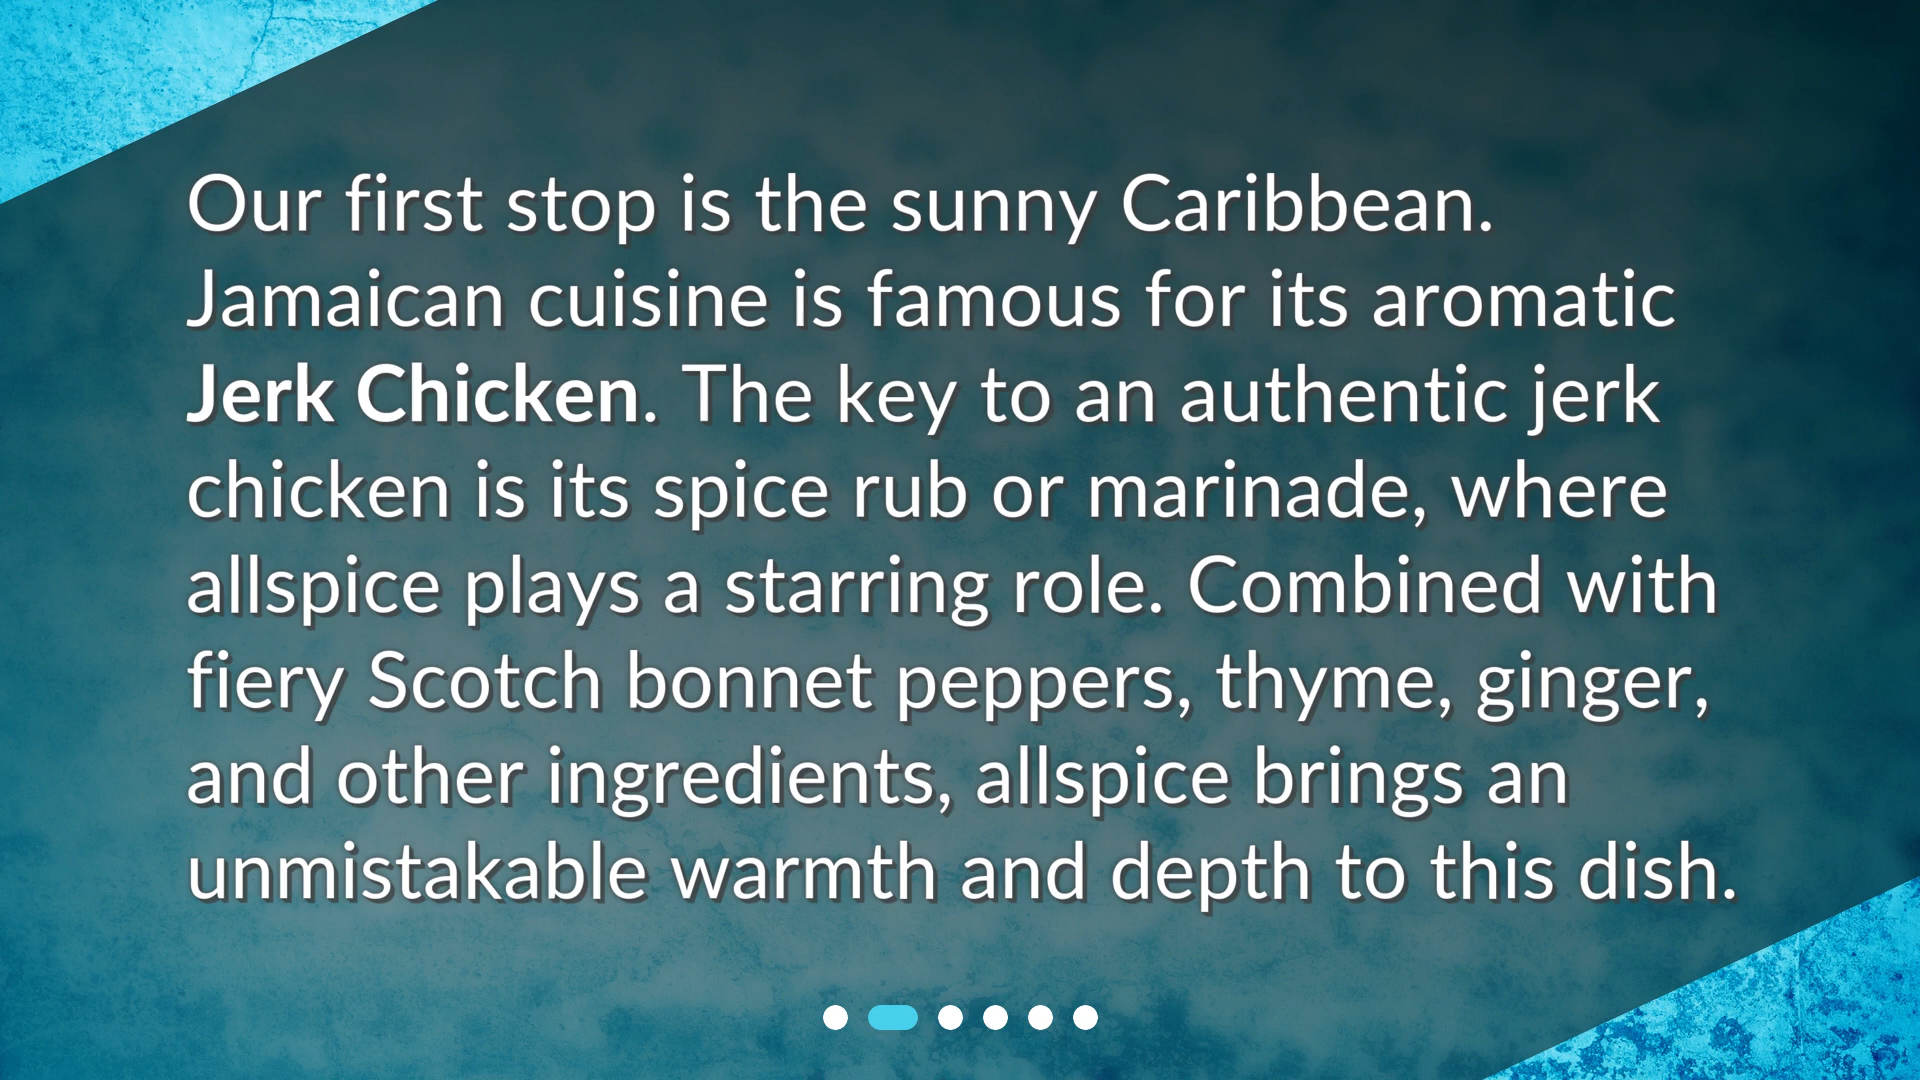 Our first stop is the sunny Caribbean.
Jamaican cuisine is famous for its aromatic
Jerk Chicken. The key to an authentic jerk
chicken is its spice rub or marinade, where
allspice plays a starring role. Combined with
fiery Scotch bonnet peppers, thyme, ginger,
and other ingredients, allspice brings an
unmistakable warmth and depth to this dish.